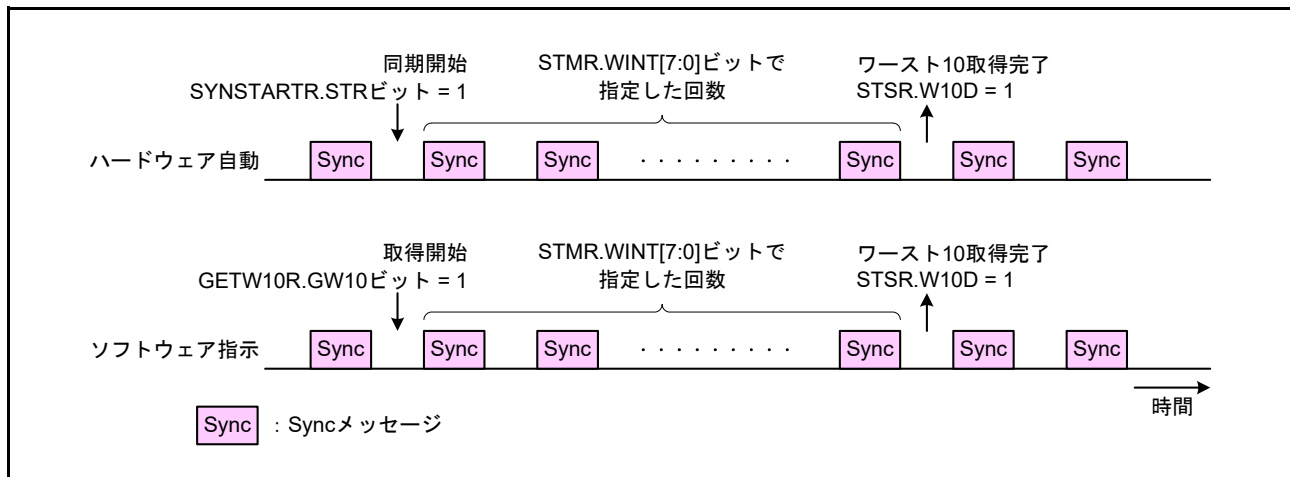 同期開始
SYNSTARTR.STRビット = 1
STMR.WINT[7:0]ビットで
指定した回数
ワースト10取得完了
STSR.W10D = 1
ハードウェア自動
Sync Sync Sync ・・・・・・・・・ Sync Sync Sync
取得開始
GETW10R.GW10ビット = 1
STMR.WINT[7:0]ビットで
指定した回数
ワースト10取得完了
STSR.W10D = 1
ソフトウェア指示
Sync Sync Sync ・・・・・・・・・ Sync Sync Sync
時間
Sync : Syncメッセージ